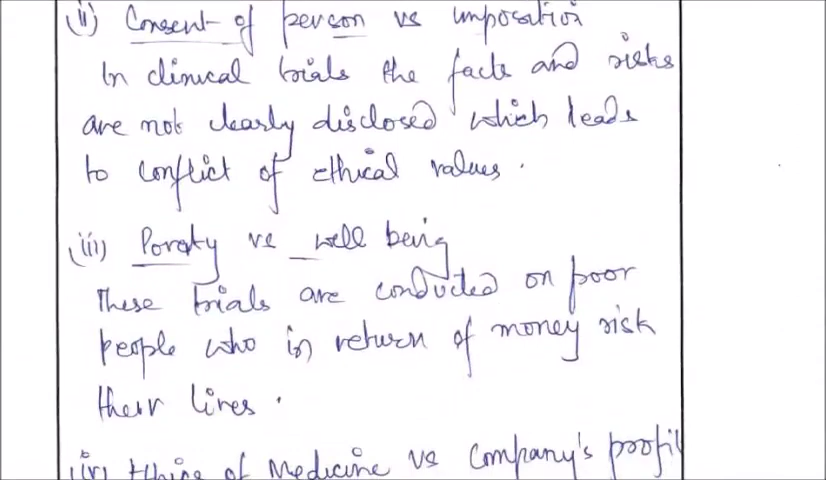 (ii) Consent of person vs imposition
In clinical trials the facts and risks
are not clearly disclosed which leads
to conflict of ethical values.
(iii) Poverty vs well being
These trials are conducted on poor
people who in return of money risk
their lives.
(iv) Ethics of Medicine vs Company's profit